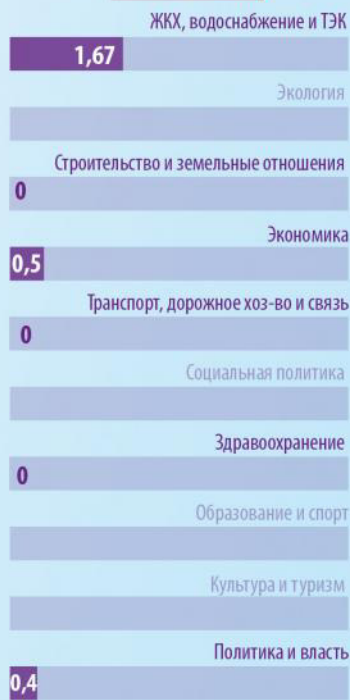 ЖКХ, водоснабжение и ТЭК
1,67
Экология
Строительство и земельные отношения
0
Экономика
0,5
Транспорт, дорожное хоз-во и связь
0
Социальная политика
Здравоохранение
0
Образование и спорт
Культура и туризм
Политика и власть
0,4